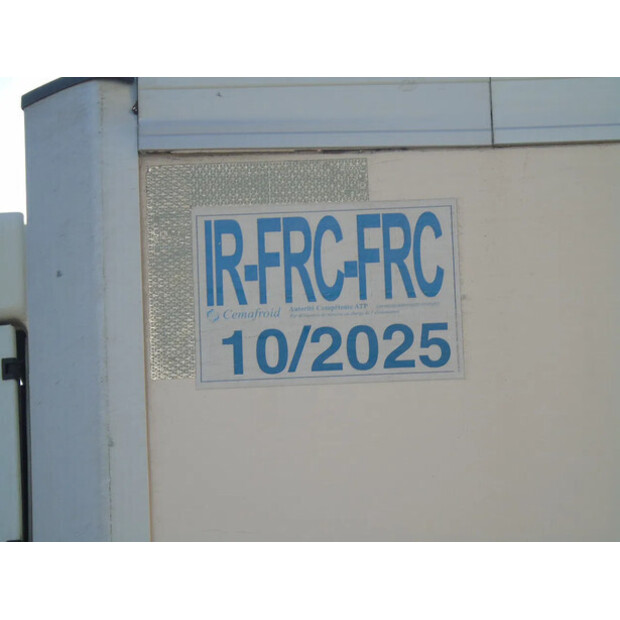 IR-FRC-FRC
Cemafroid Autorité Compétente ATP
10/2025